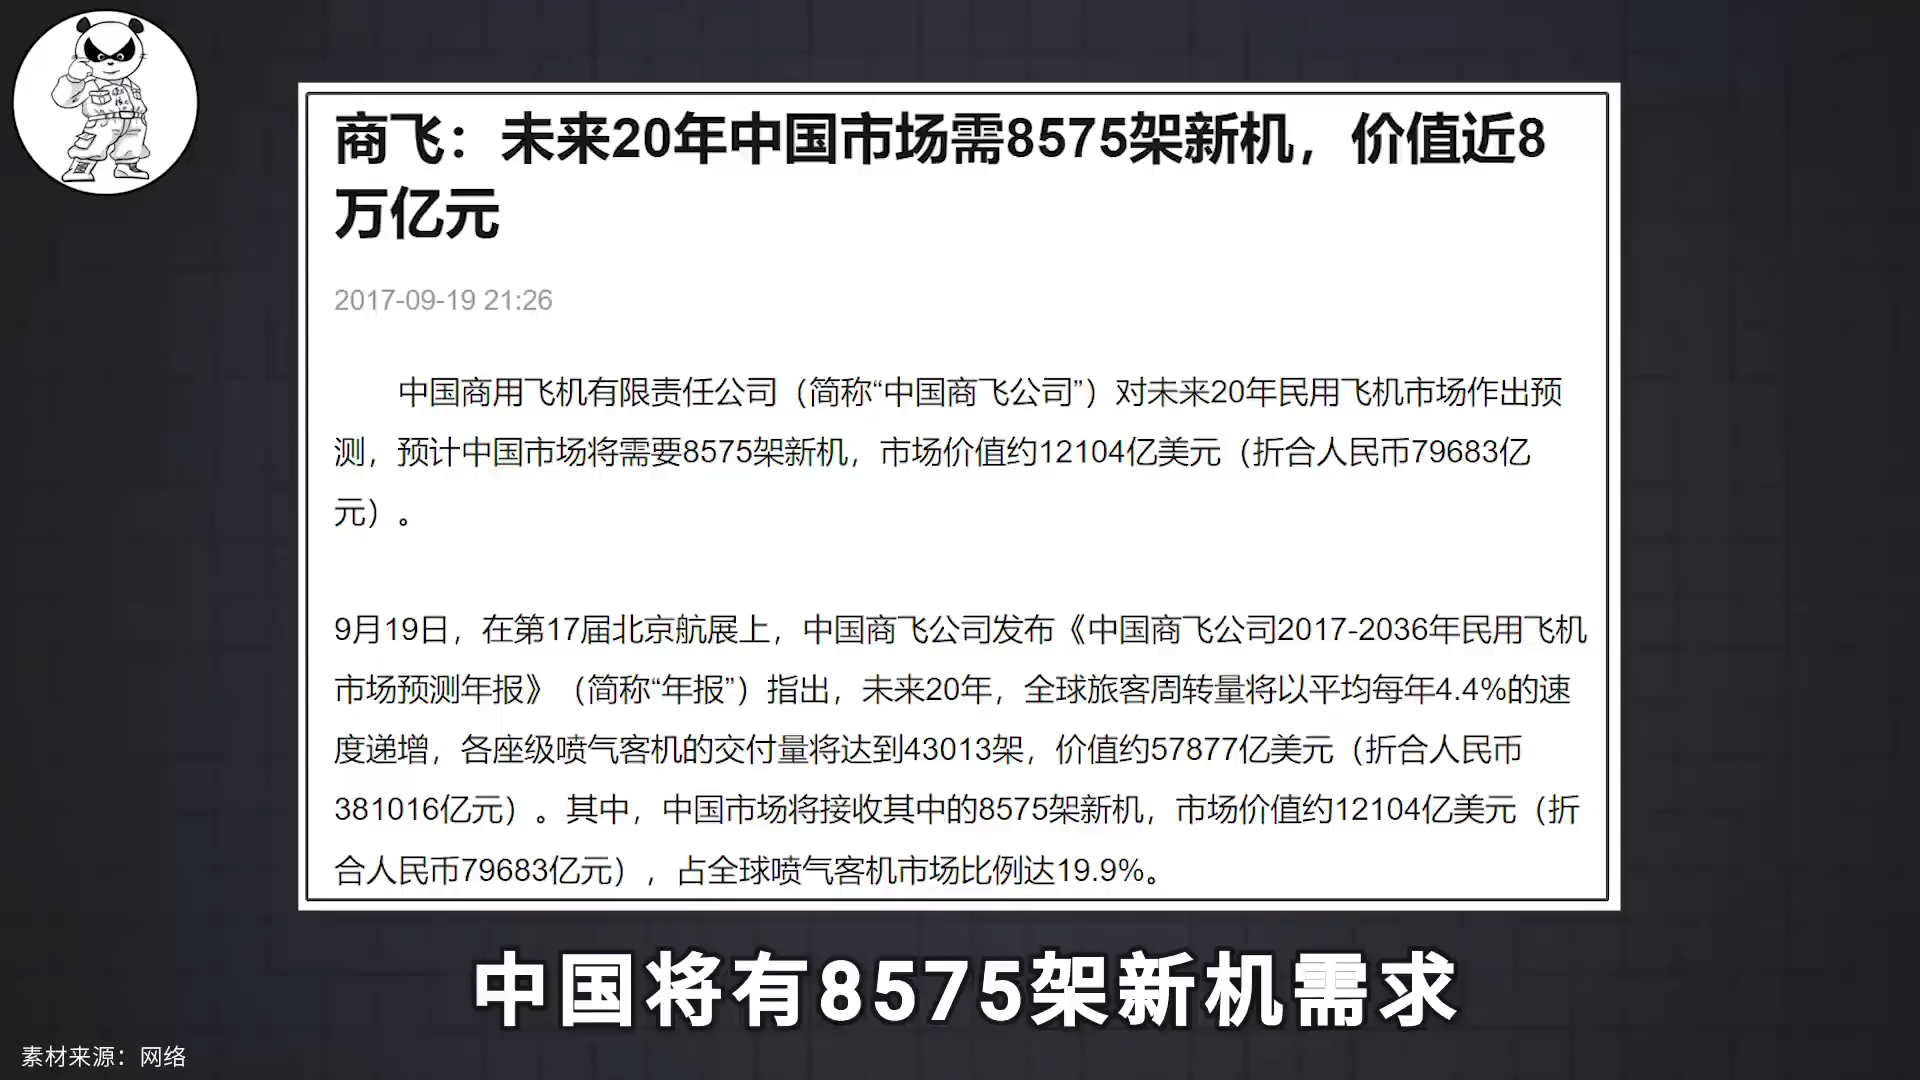 商飞：未来20年中国市场需8575架新机，价值近8
万亿元
2017-09-19 21:26
中国商用飞机有限责任公司（简称“中国商飞公司”）对未来20年民用飞机市场作出预
测，预计中国市场将需要8575架新机，市场价值约12104亿美元（折合人民币79683亿
元）。
9月19日，在第17届北京航展上，中国商飞公司发布《中国商飞公司2017-2036年民用飞机
市场预测年报》（简称“年报”）指出，未来20年，全球旅客周转量将以平均每年4.4%的速
度递增，各座级喷气客机的交付量将达到43013架，价值约57877亿美元（折合人民币
381016亿元）。其中，中国市场将接收其中的8575架新机，市场价值约12104亿美元（折
合人民币79683亿元），占全球喷气客机市场比例达19.9%。
中国将有8575架新机需求
素材来源：网络